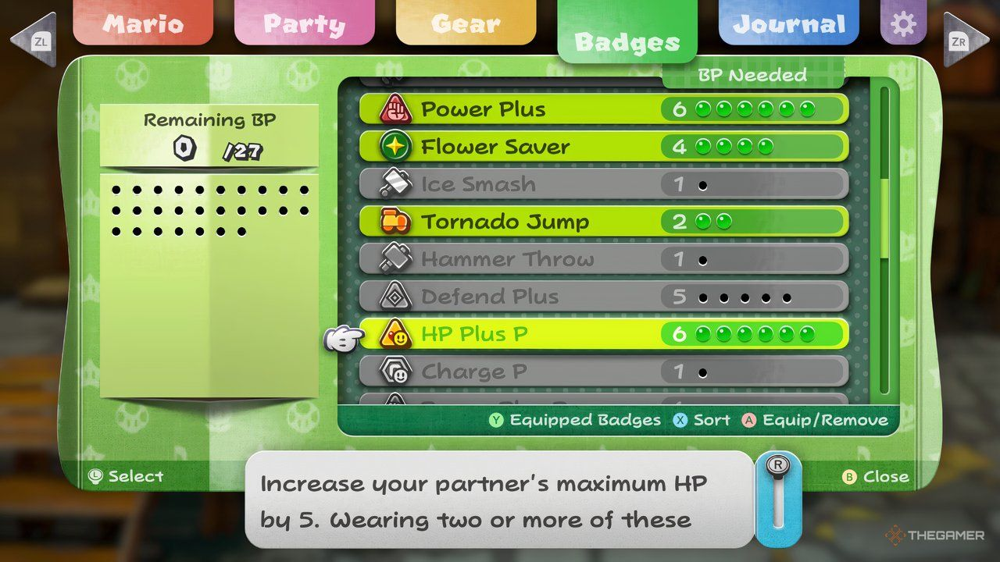 ZL
Mario
Party
Gear
Badges
Journal
ZR
BP Needed
Remaining BP
0 /27
Power Plus 6
Flower Saver 4
Ice Smash 1
Tornado Jump 2
Hammer Throw 1
Defend Plus 5
HP Plus P 6
Charge P 1
Y Equipped Badges X Sort A Equip/Remove
L Select
B Close
Increase your partner's maximum HP
by 5. Wearing two or more of these
R
THEGAMER